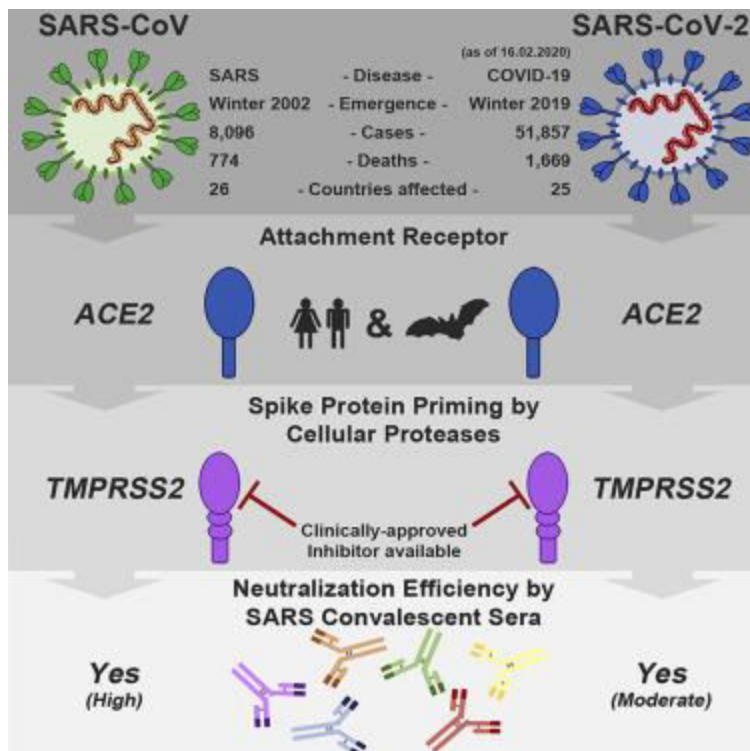 SARS-CoV
SARS-CoV-2
(as of 16.02.2020)
SARS - Disease - COVID-19
Winter 2002 - Emergence - Winter 2019
8,096 - Cases - 51,857
774 - Deaths - 1,669
26 - Countries affected - 25
Attachment Receptor
ACE2 & ACE2
Spike Protein Priming by
Cellular Proteases
TMPRSS2 TMPRSS2
Clinically-approved
Inhibitor available
Neutralization Efficiency by
SARS Convalescent Sera
Yes Yes
(High) (Moderate)